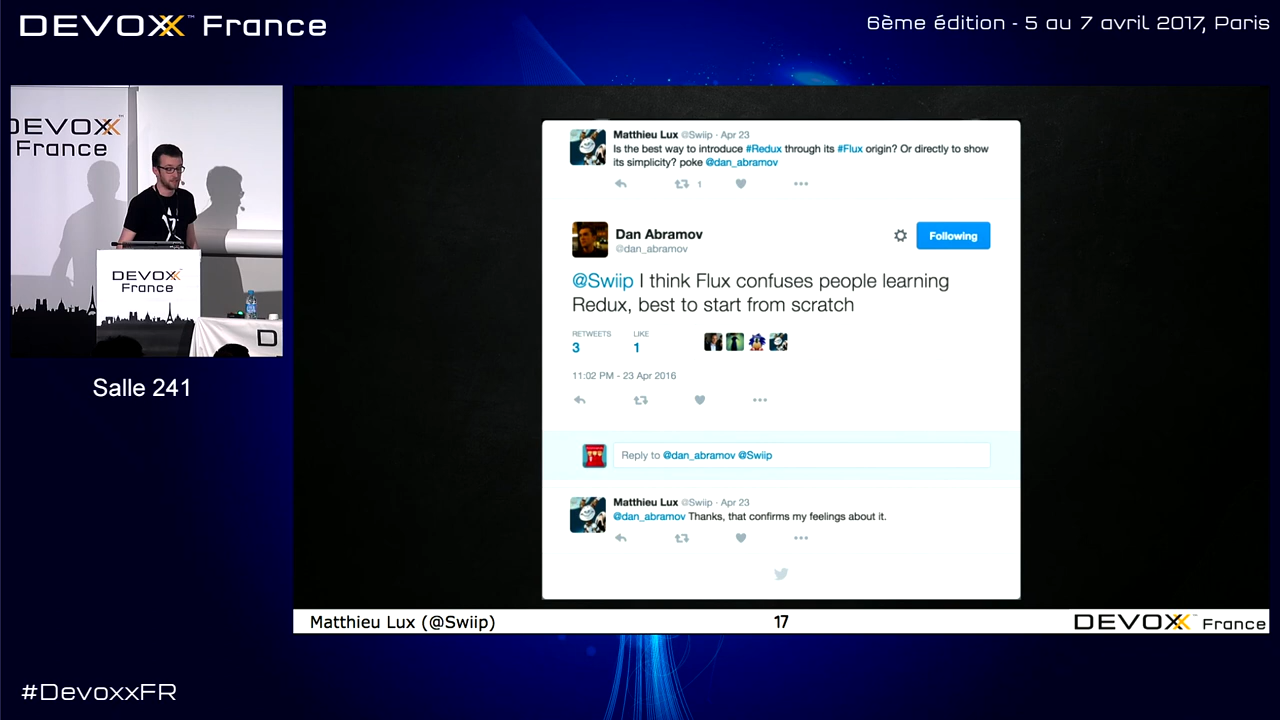 DEVOXX™ France
6ème édition - 5 au 7 avril 2017, Paris
DEVOXX™
France
DEVOXX
France
Salle 241
Matthieu Lux @Swiip · Apr 23
Is the best way to introduce #Redux through its #Flux origin? Or directly to show
its simplicity? poke @dan_abramov
1
Dan Abramov
@dan_abramov
Following
@Swiip I think Flux confuses people learning
Redux, best to start from scratch
RETWEETS LIKE
3 1
11:02 PM - 23 Apr 2016
Reply to @dan_abramov @Swiip
Matthieu Lux @Swiip · Apr 23
@dan_abramov Thanks, that confirms my feelings about it.
Matthieu Lux (@Swiip)
17
DEVOXX™ France
#DevoxxFR